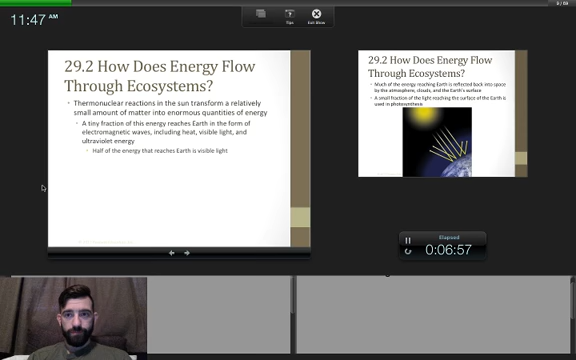 11:47 AM
Tips
Exit Show
29.2 How Does Energy Flow
Through Ecosystems?
Thermonuclear reactions in the sun transform a relatively
small amount of matter into enormous quantities of energy
A tiny fraction of this energy reaches Earth in the form of
electromagnetic waves, including heat, visible light, and
ultraviolet energy
Half of the energy that reaches Earth is visible light
29.2 How Does Energy Flow
Through Ecosystems?
Much of the energy reaching Earth is reflected back into space
by the atmosphere, clouds, and the Earth's surface
A small fraction of the light reaching the surface of the Earth is
used in photosynthesis
Elapsed
0:06:57